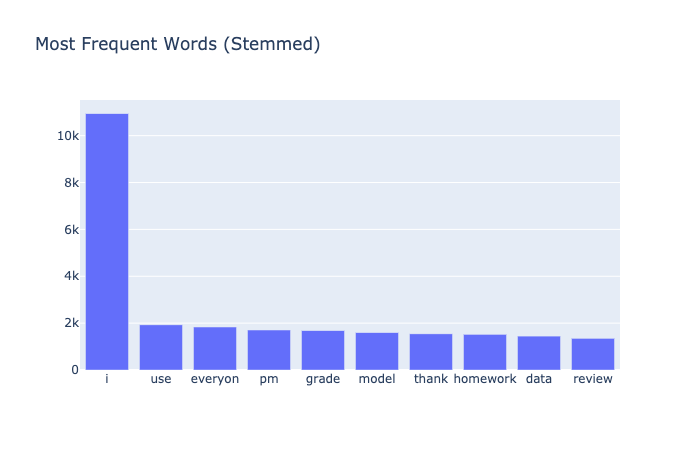 Most Frequent Words (Stemmed)
10k
8k
6k
4k
2k
0
i use everyon pm grade model thank homework data review